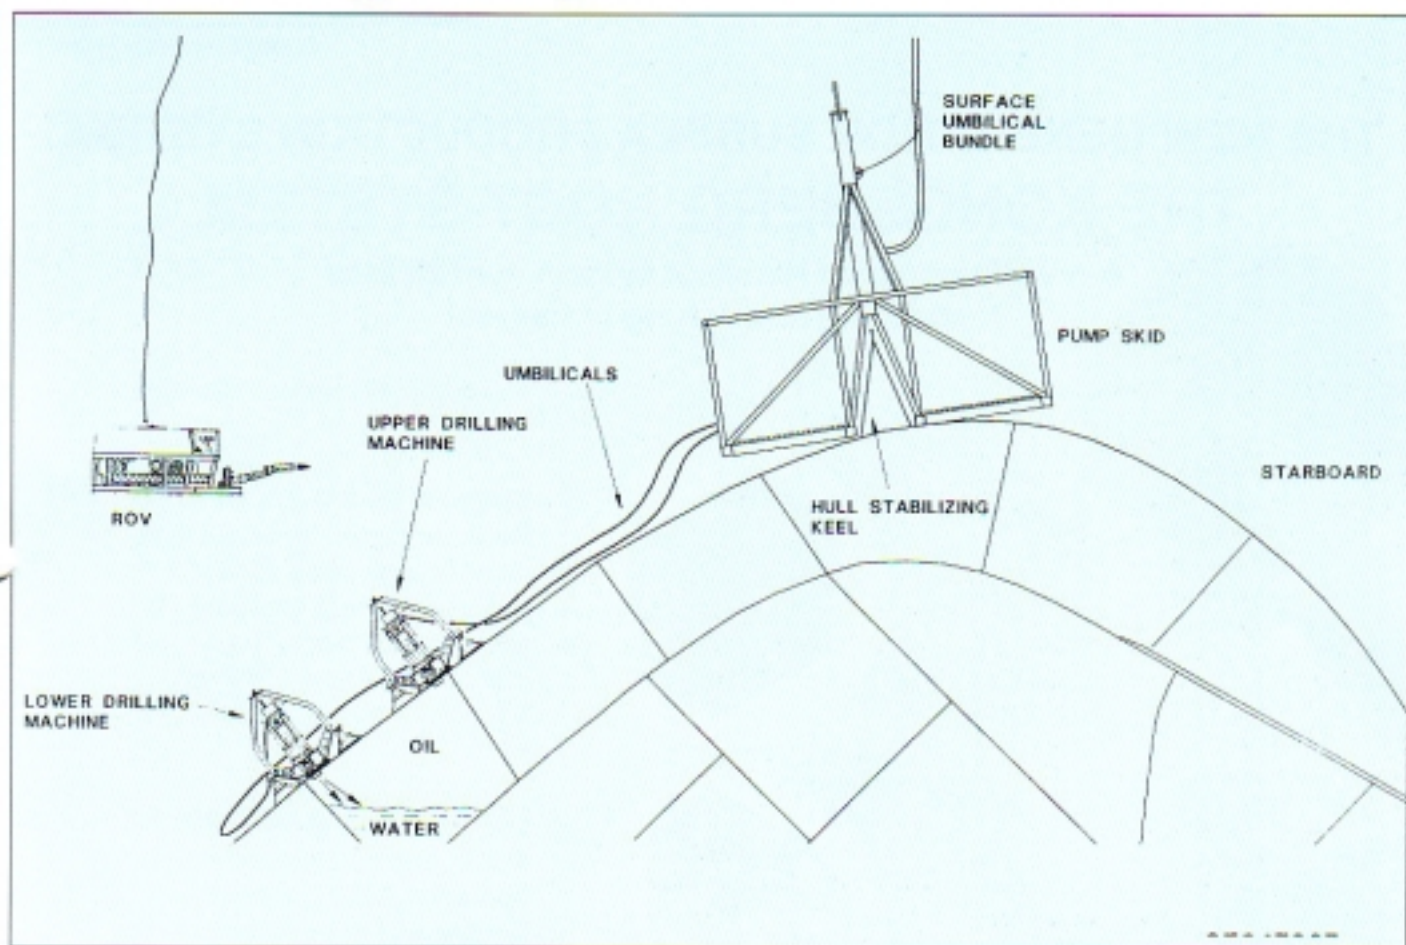 SURFACE
UMBILICAL
BUNDLE
PUMP SKID
UMBILICALS
UPPER DRILLING
MACHINE
STARBOARD
HULL STABILIZING
KEEL
ROV
LOWER DRILLING
MACHINE
OIL
WATER